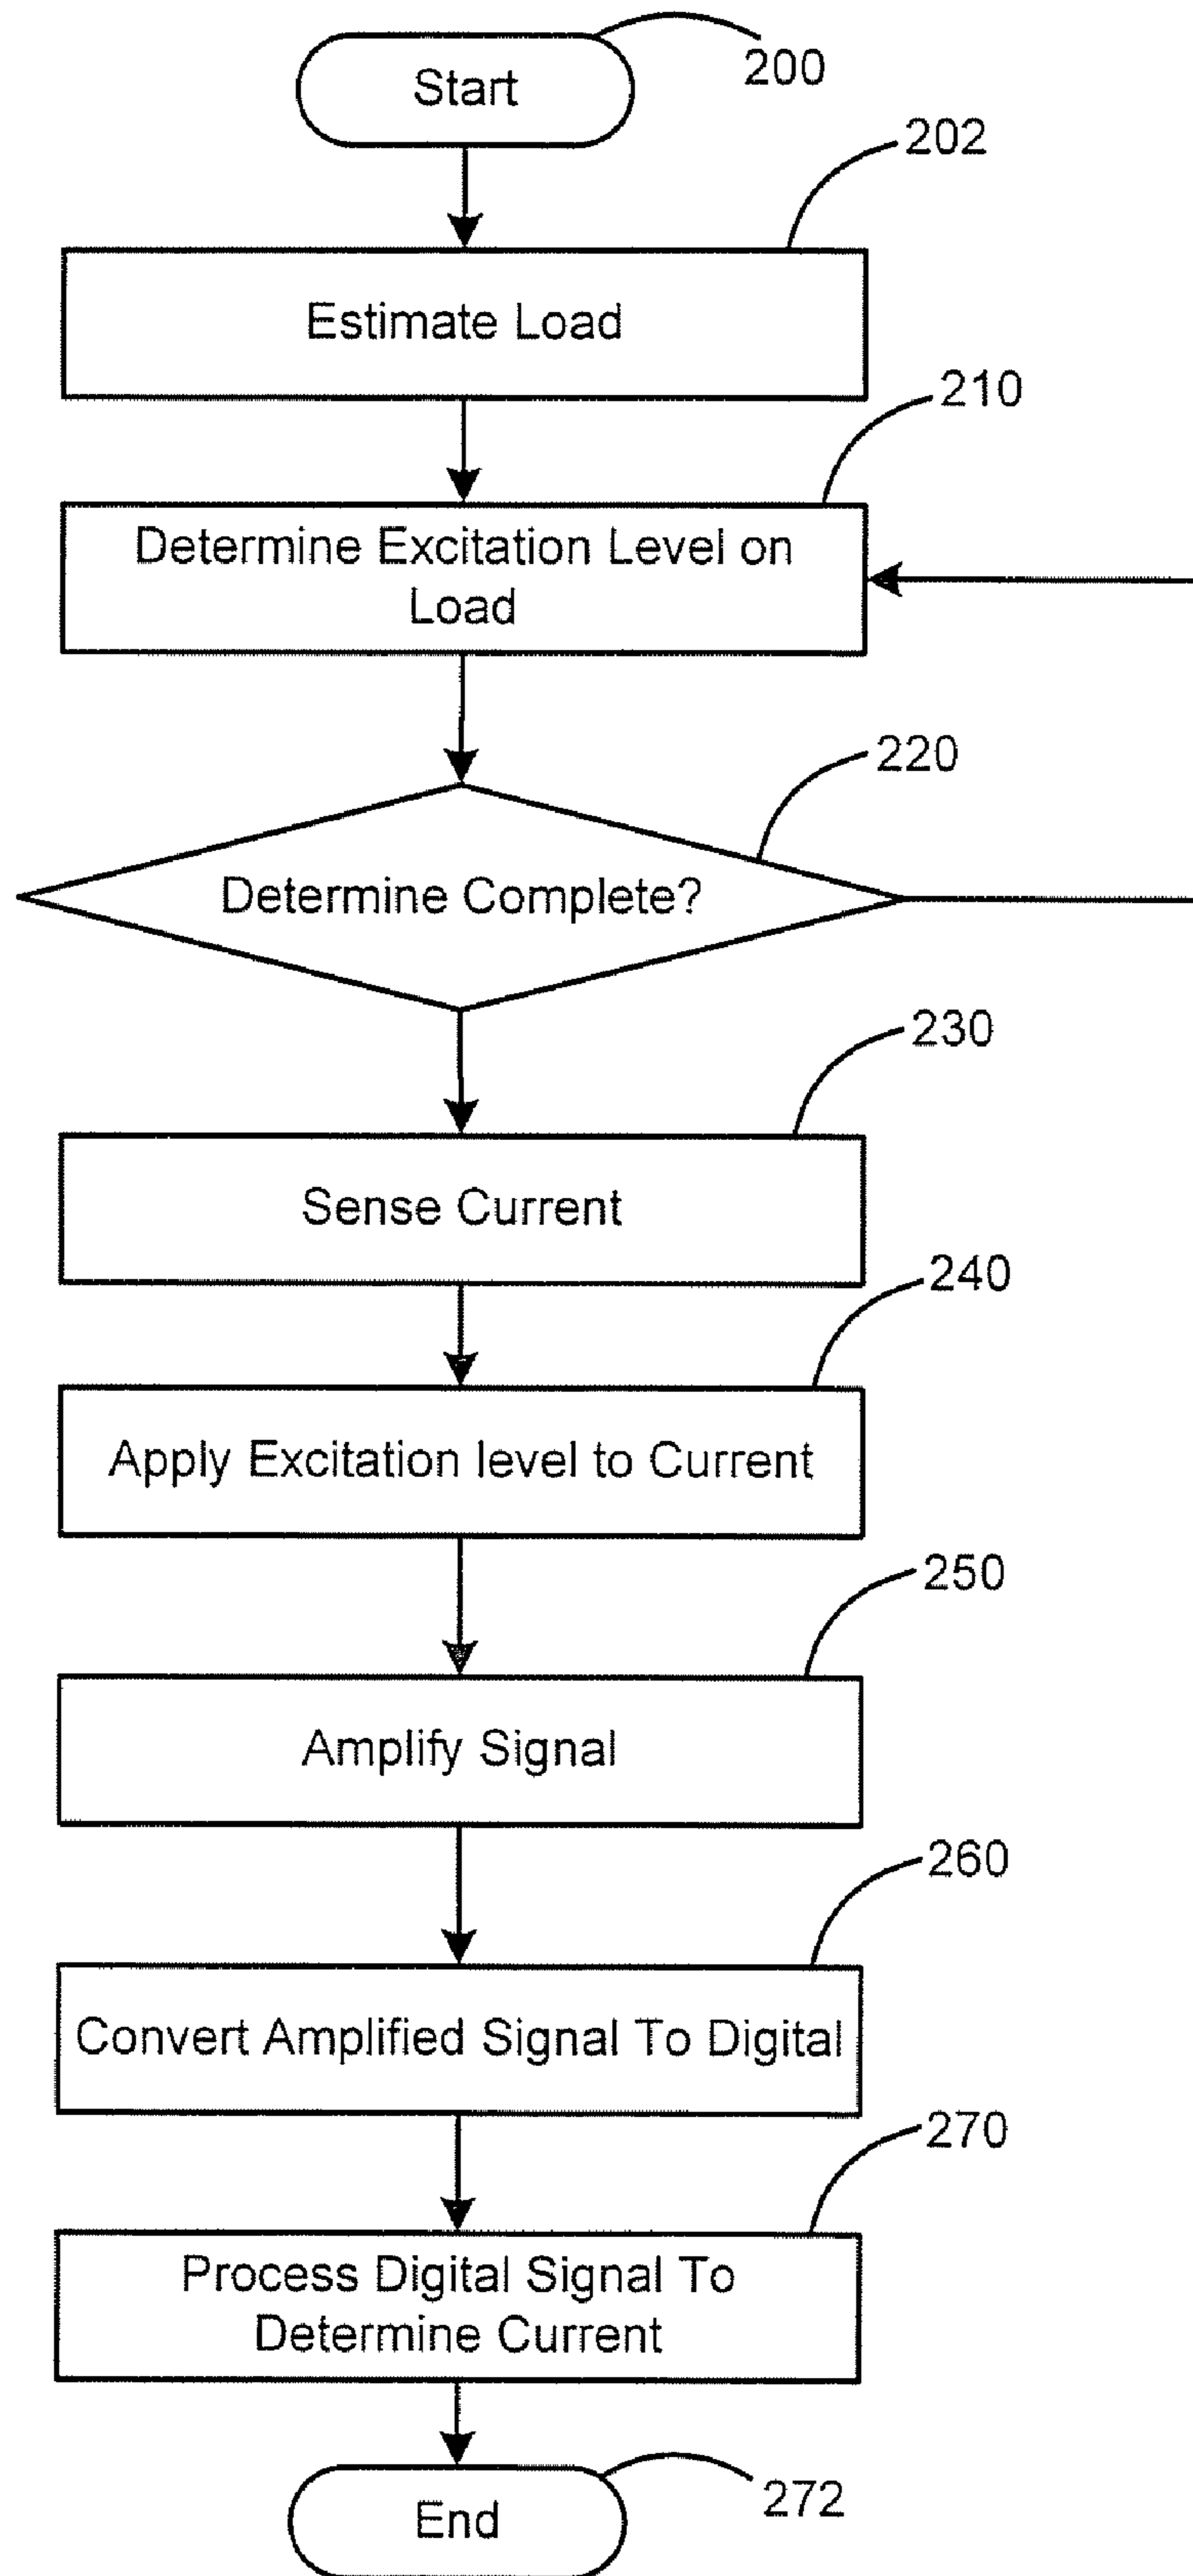 Start
200
202
Estimate Load
210
Determine Excitation Level on
Load
220
Determine Complete?
230
Sense Current
240
Apply Excitation level to Current
250
Amplify Signal
260
Convert Amplified Signal To Digital
270
Process Digital Signal To
Determine Current
End
272